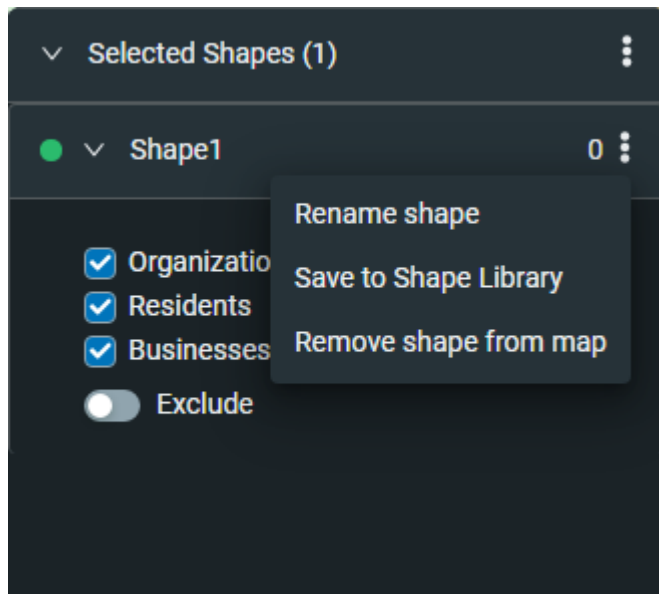 Selected Shapes (1)
Shape1 0
Rename shape
Save to Shape Library
Remove shape from map
Organizatio
Residents
Businesses
Exclude